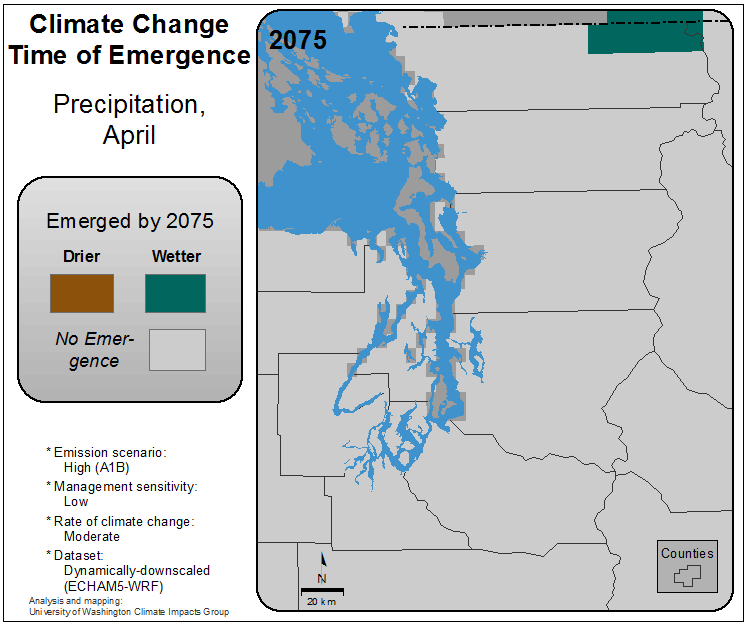 Climate Change
Time of Emergence
Precipitation,
April
Emerged by 2075
Drier
Wetter
No Emer-
gence
* Emission scenario:
High (A1B)
* Management sensitivity:
Low
* Rate of climate change:
Moderate
* Dataset:
Dynamically-downscaled
(ECHAM5-WRF)
Analysis and mapping:
University of Washington Climate Impacts Group
2075
N
20 km
Counties